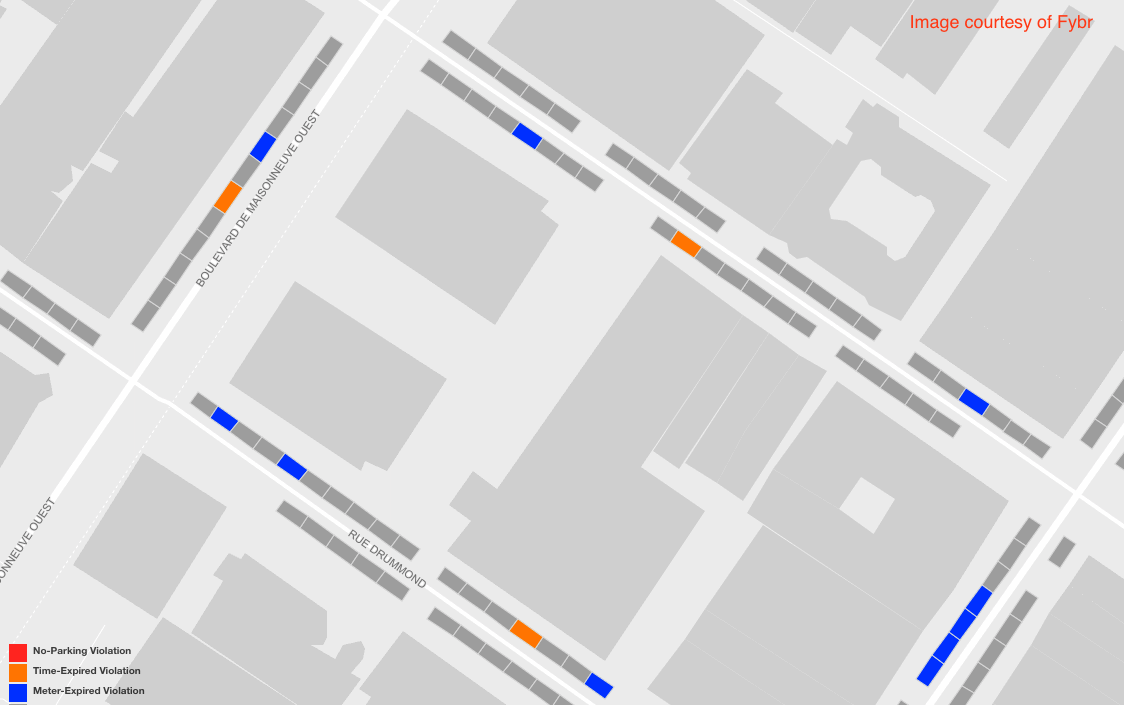 Image courtesy of Fybr
BOULEVARD DE MAISONNEUVE OUEST
SONNEUVE OUEST
RUE DRUMMOND
No-Parking Violation
Time-Expired Violation
Meter-Expired Violation